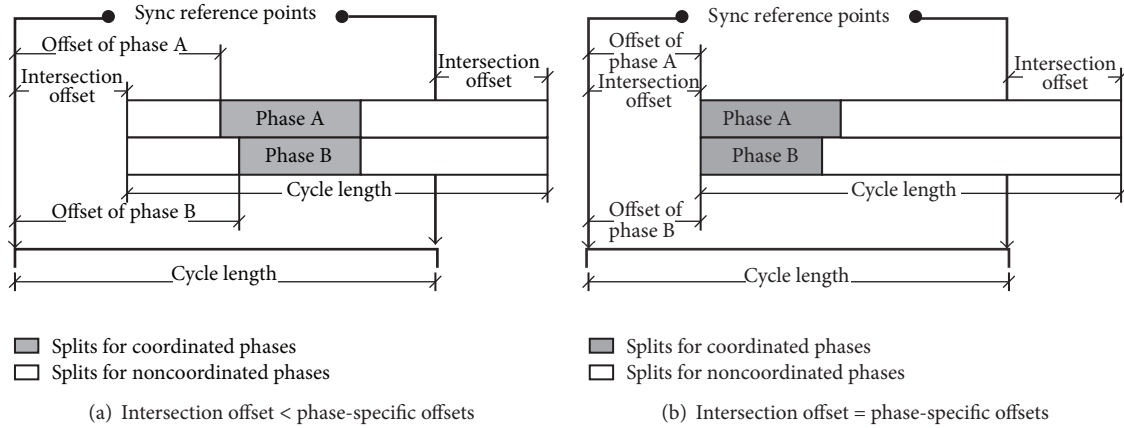 Sync reference points
Offset of phase A
Intersection
offset
Intersection
offset
Phase A
Phase B
Cycle length
Offset of phase B
Cycle length
Splits for coordinated phases
Splits for noncoordinated phases
(a) Intersection offset < phase-specific offsets
Sync reference points
Offset of
phase A
Intersection
offset
Intersection
offset
Phase A
Phase B
Cycle length
Offset of
phase B
Cycle length
Splits for coordinated phases
Splits for noncoordinated phases
(b) Intersection offset = phase-specific offsets